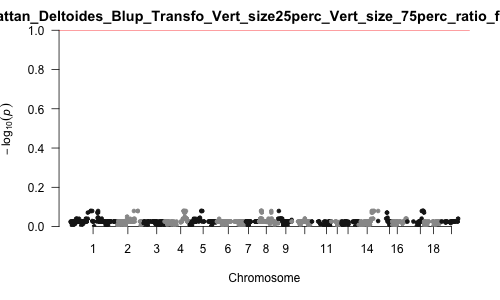 attan_Deltoides_Blup_Transfo_Vert_size25perc_Vert_size_75perc_ratio_f
1.0
0.8
0.6
0.4
0.2
0.0
− log10(p)
1 2 3 4 5 6 7 8 9 11 14 16 18
Chromosome